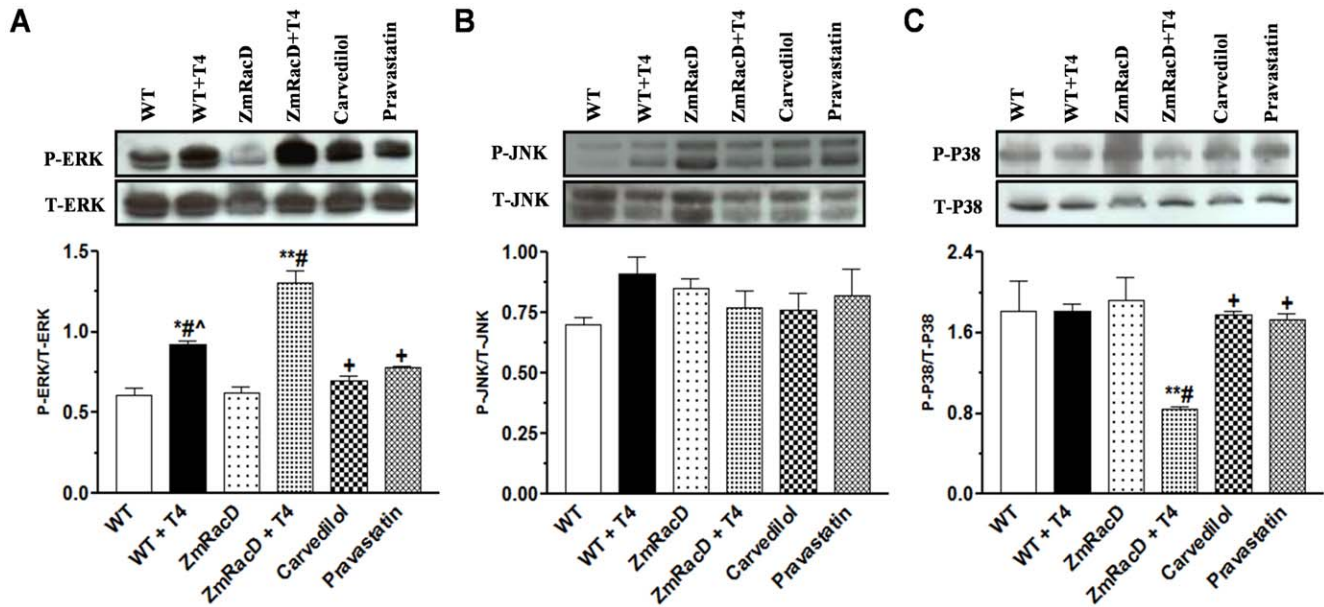 A
WT
WT+T4
ZmRacD
ZmRacD+T4
Carvedilol
Pravastatin
P-ERK
T-ERK
P-ERK/T-ERK
1.5
1.0
0.5
0.0
*#^
**#
+
+
WT
WT + T4
ZmRacD
ZmRacD + T4
Carvedilol
Pravastatin
B
WT
WT+T4
ZmRacD
ZmRacD+T4
Carvedilol
Pravastatin
P-JNK
T-JNK
P-JNK/T-JNK
1.00
0.75
0.50
0.25
0.00
WT
WT + T4
ZmRacD
ZmRacD + T4
Carvedilol
Pravastatin
C
WT
WT+T4
ZmRacD
ZmRacD+T4
Carvedilol
Pravastatin
P-P38
T-P38
P-P38/T-P38
2.4
1.6
0.8
0.0
**#
+
+
WT
WT + T4
ZmRacD
ZmRacD + T4
Carvedilol
Pravastatin